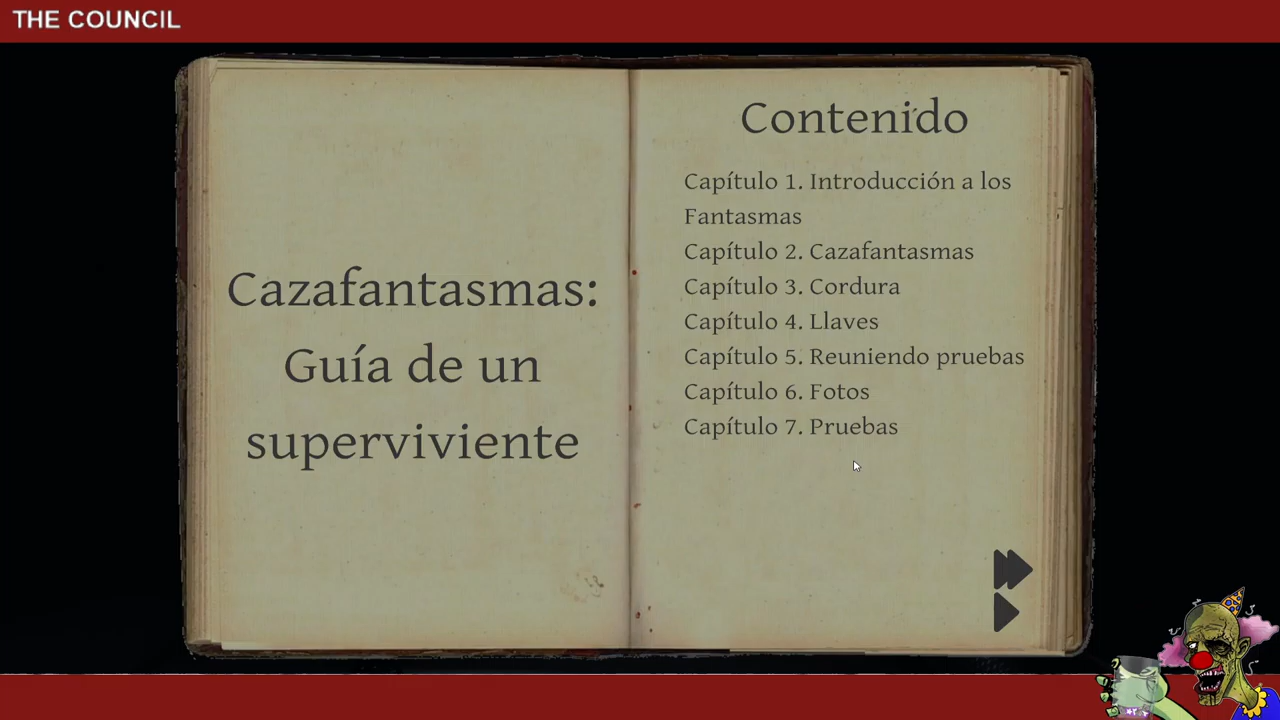 THE COUNCIL
Cazafantasmas:
Guía de un
superviviente
Contenido
Capítulo 1. Introducción a los
Fantasmas
Capítulo 2. Cazafantasmas
Capítulo 3. Cordura
Capítulo 4. Llaves
Capítulo 5. Reuniendo pruebas
Capítulo 6. Fotos
Capítulo 7. Pruebas